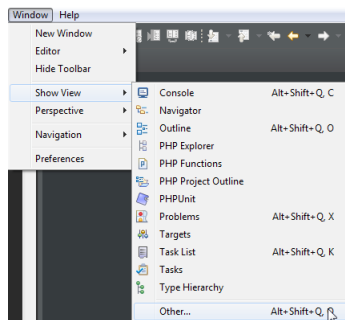 Window Help
New Window
Editor
Hide Toolbar
Show View
Perspective
Navigation
Preferences
Console Alt+Shift+Q, C
Navigator
Outline Alt+Shift+Q, O
PHP Explorer
PHP Functions
PHP Project Outline
PHPUnit
Problems Alt+Shift+Q, X
Targets
Task List Alt+Shift+Q, K
Tasks
Type Hierarchy
Other... Alt+Shift+Q,